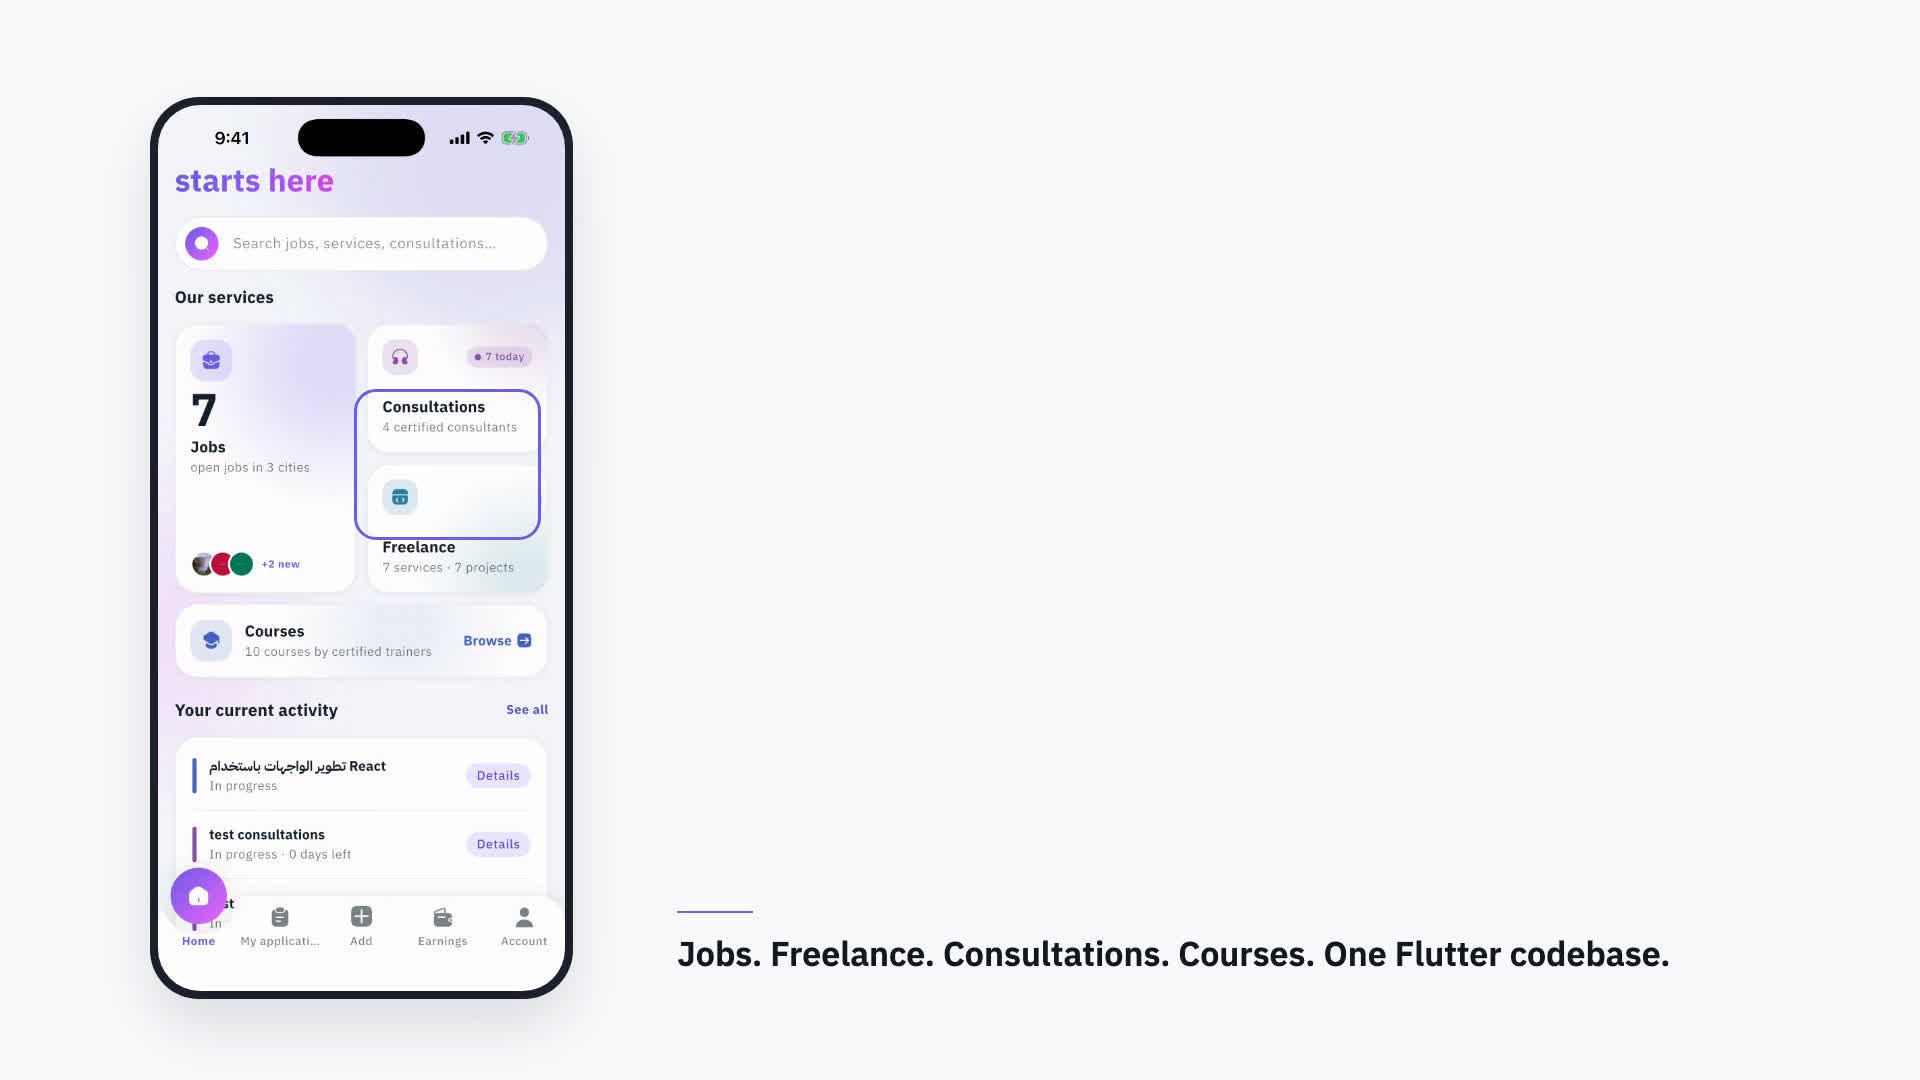 9:41
starts here
Search jobs, services, consultations...
Our services
7
Jobs
open jobs in 3 cities
+2 new
7 today
Consultations
4 certified consultants
Freelance
7 services · 7 projects
Courses
10 courses by certified trainers
Browse
Your current activity
See all
تطوير الواجهات باستخدام React
In progress
Details
test consultations
In progress · 0 days left
Details
st
In
Home
My applicati...
Add
Earnings
Account
Jobs. Freelance. Consultations. Courses. One Flutter codebase.